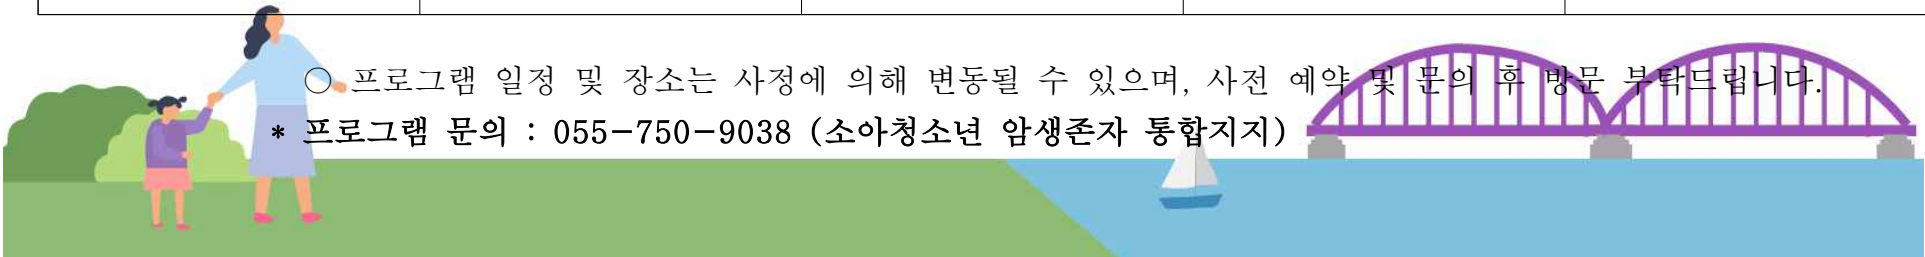 ○ 프로그램 일정 및 장소는 사정에 의해 변동될 수 있으며, 사전 예약 및 문의 후 방문 부탁드립니다.
* 프로그램 문의 : 055-750-9038 (소아청소년 암생존자 통합지지)